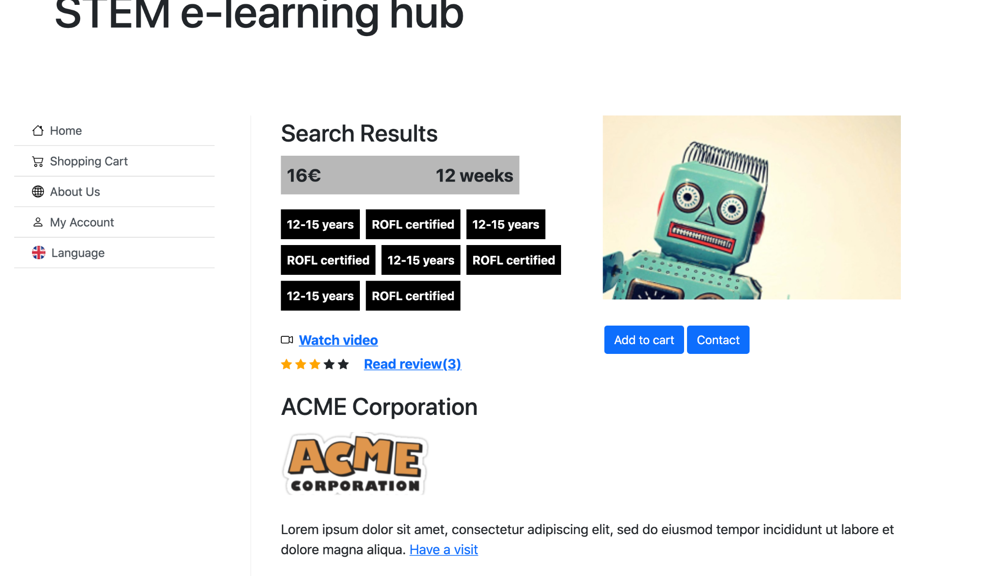 STEM e-learning hub
Home
Shopping Cart
About Us
My Account
Language
Search Results
16€ 12 weeks
12-15 years ROFL certified 12-15 years
ROFL certified 12-15 years ROFL certified
12-15 years ROFL certified
Watch video
Read review(3)
Add to cart Contact
ACME Corporation
ACME
CORPORATION
Lorem ipsum dolor sit amet, consectetur adipiscing elit, sed do eiusmod tempor incididunt ut labore et
dolore magna aliqua. Have a visit